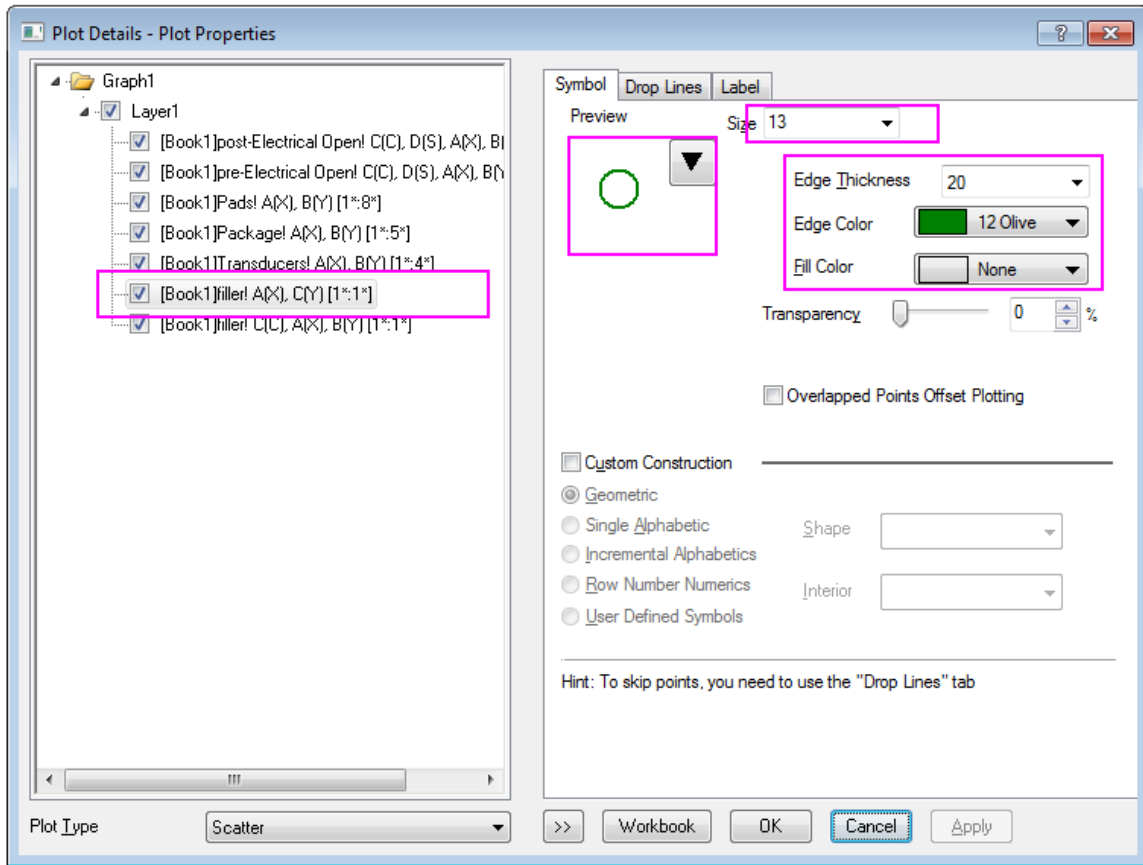 Plot Details - Plot Properties
Graph1
Layer1
[Book1]post-Electrical Open! C(C), D(S), A(X), B(
[Book1]pre-Electrical Open! C(C), D(S), A(X), B(Y
[Book1]Pads! A(X), B(Y) [1*:8*]
[Book1]Package! A(X), B(Y) [1*:5*]
[Book1]Transducers! A(X), B(Y) [1*:4*]
[Book1]filler! A(X), C(Y) [1*:1*]
[Book1]filler! C(C), A(X), B(Y) [1*:1*]
Plot Type
Scatter
Symbol
Drop Lines
Label
Preview
Size 13
Edge Thickness 20
Edge Color 12 Olive
Fill Color None
Transparency 0 %
Overlapped Points Offset Plotting
Custom Construction
Geometric
Single Alphabetic
Shape
Incremental Alphabetics
Row Number Numerics
Interior
User Defined Symbols
Hint: To skip points, you need to use the "Drop Lines" tab
>>
Workbook
OK
Cancel
Apply